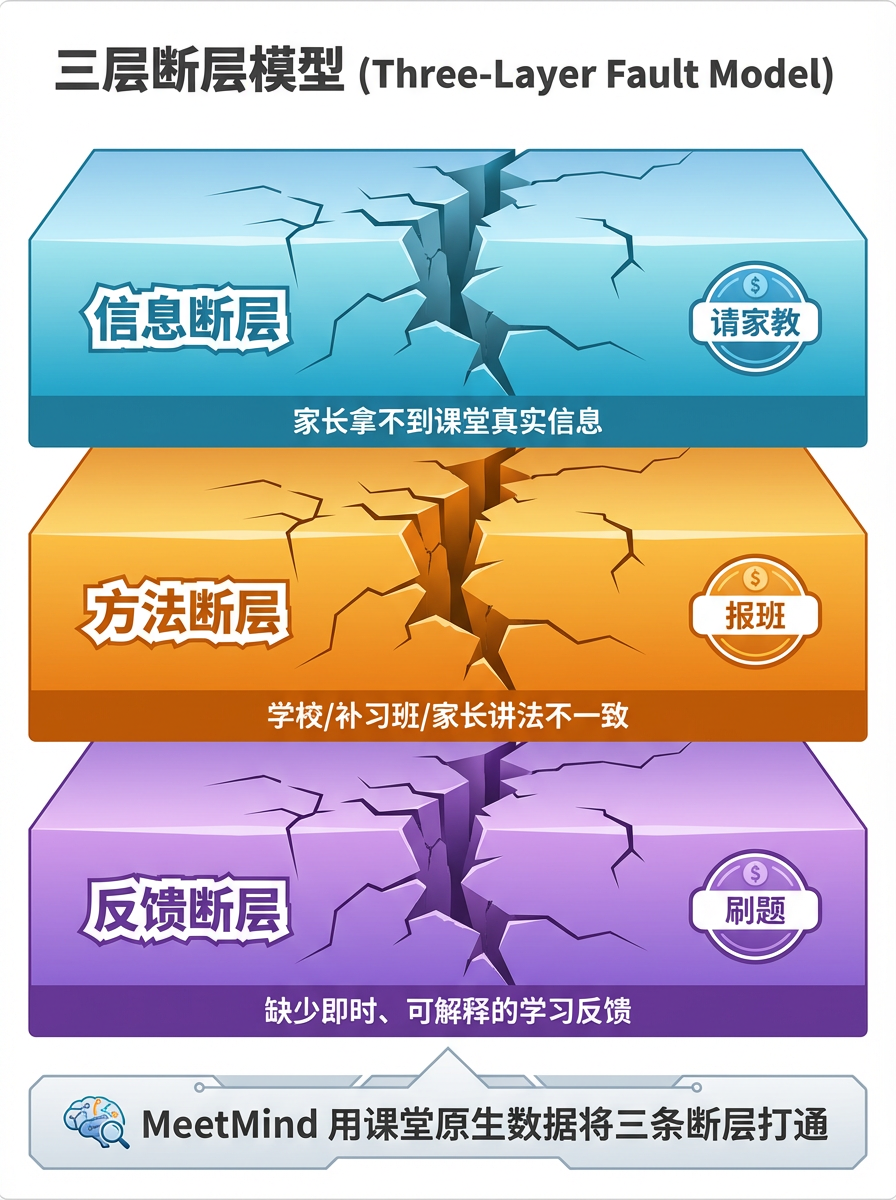 三层断层模型 (Three-Layer Fault Model)
信息断层
$
请家教
家长拿不到课堂真实信息
方法断层
$
报班
学校/补习班/家长讲法不一致
反馈断层
$
刷题
缺少即时、可解释的学习反馈
MeetMind 用课堂原生数据将三条断层打通